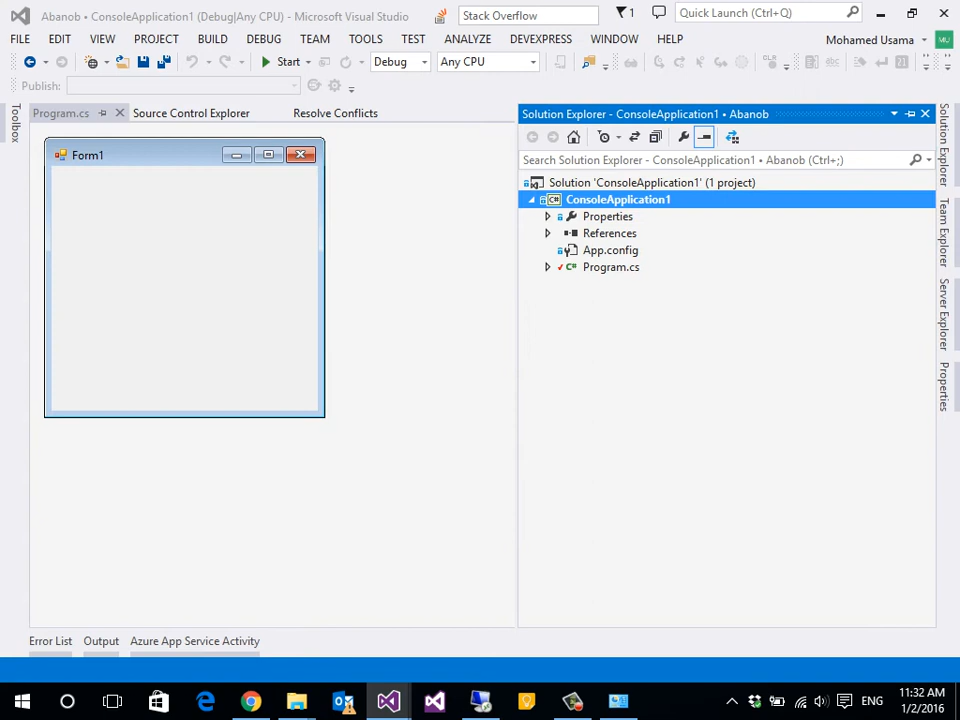 Abanob - ConsoleApplication1 (Debug|Any CPU) - Microsoft Visual Studio
Stack Overflow
1
Quick Launch (Ctrl+Q)
FILE EDIT VIEW PROJECT BUILD DEBUG TEAM TOOLS TEST ANALYZE DEVEXPRESS WINDOW HELP
Mohamed Usama
MU
Start
Debug
Any CPU
Publish:
Toolbox
Program.cs
Source Control Explorer
Resolve Conflicts
Form1
Solution Explorer - ConsoleApplication1 • Abanob
Search Solution Explorer - ConsoleApplication1 • Abanob (Ctrl+;)
Solution 'ConsoleApplication1' (1 project)
C# ConsoleApplication1
Properties
References
App.config
C# Program.cs
Solution Explorer
Team Explorer
Server Explorer
Properties
Error List
Output
Azure App Service Activity
ENG
11:32 AM
1/2/2016